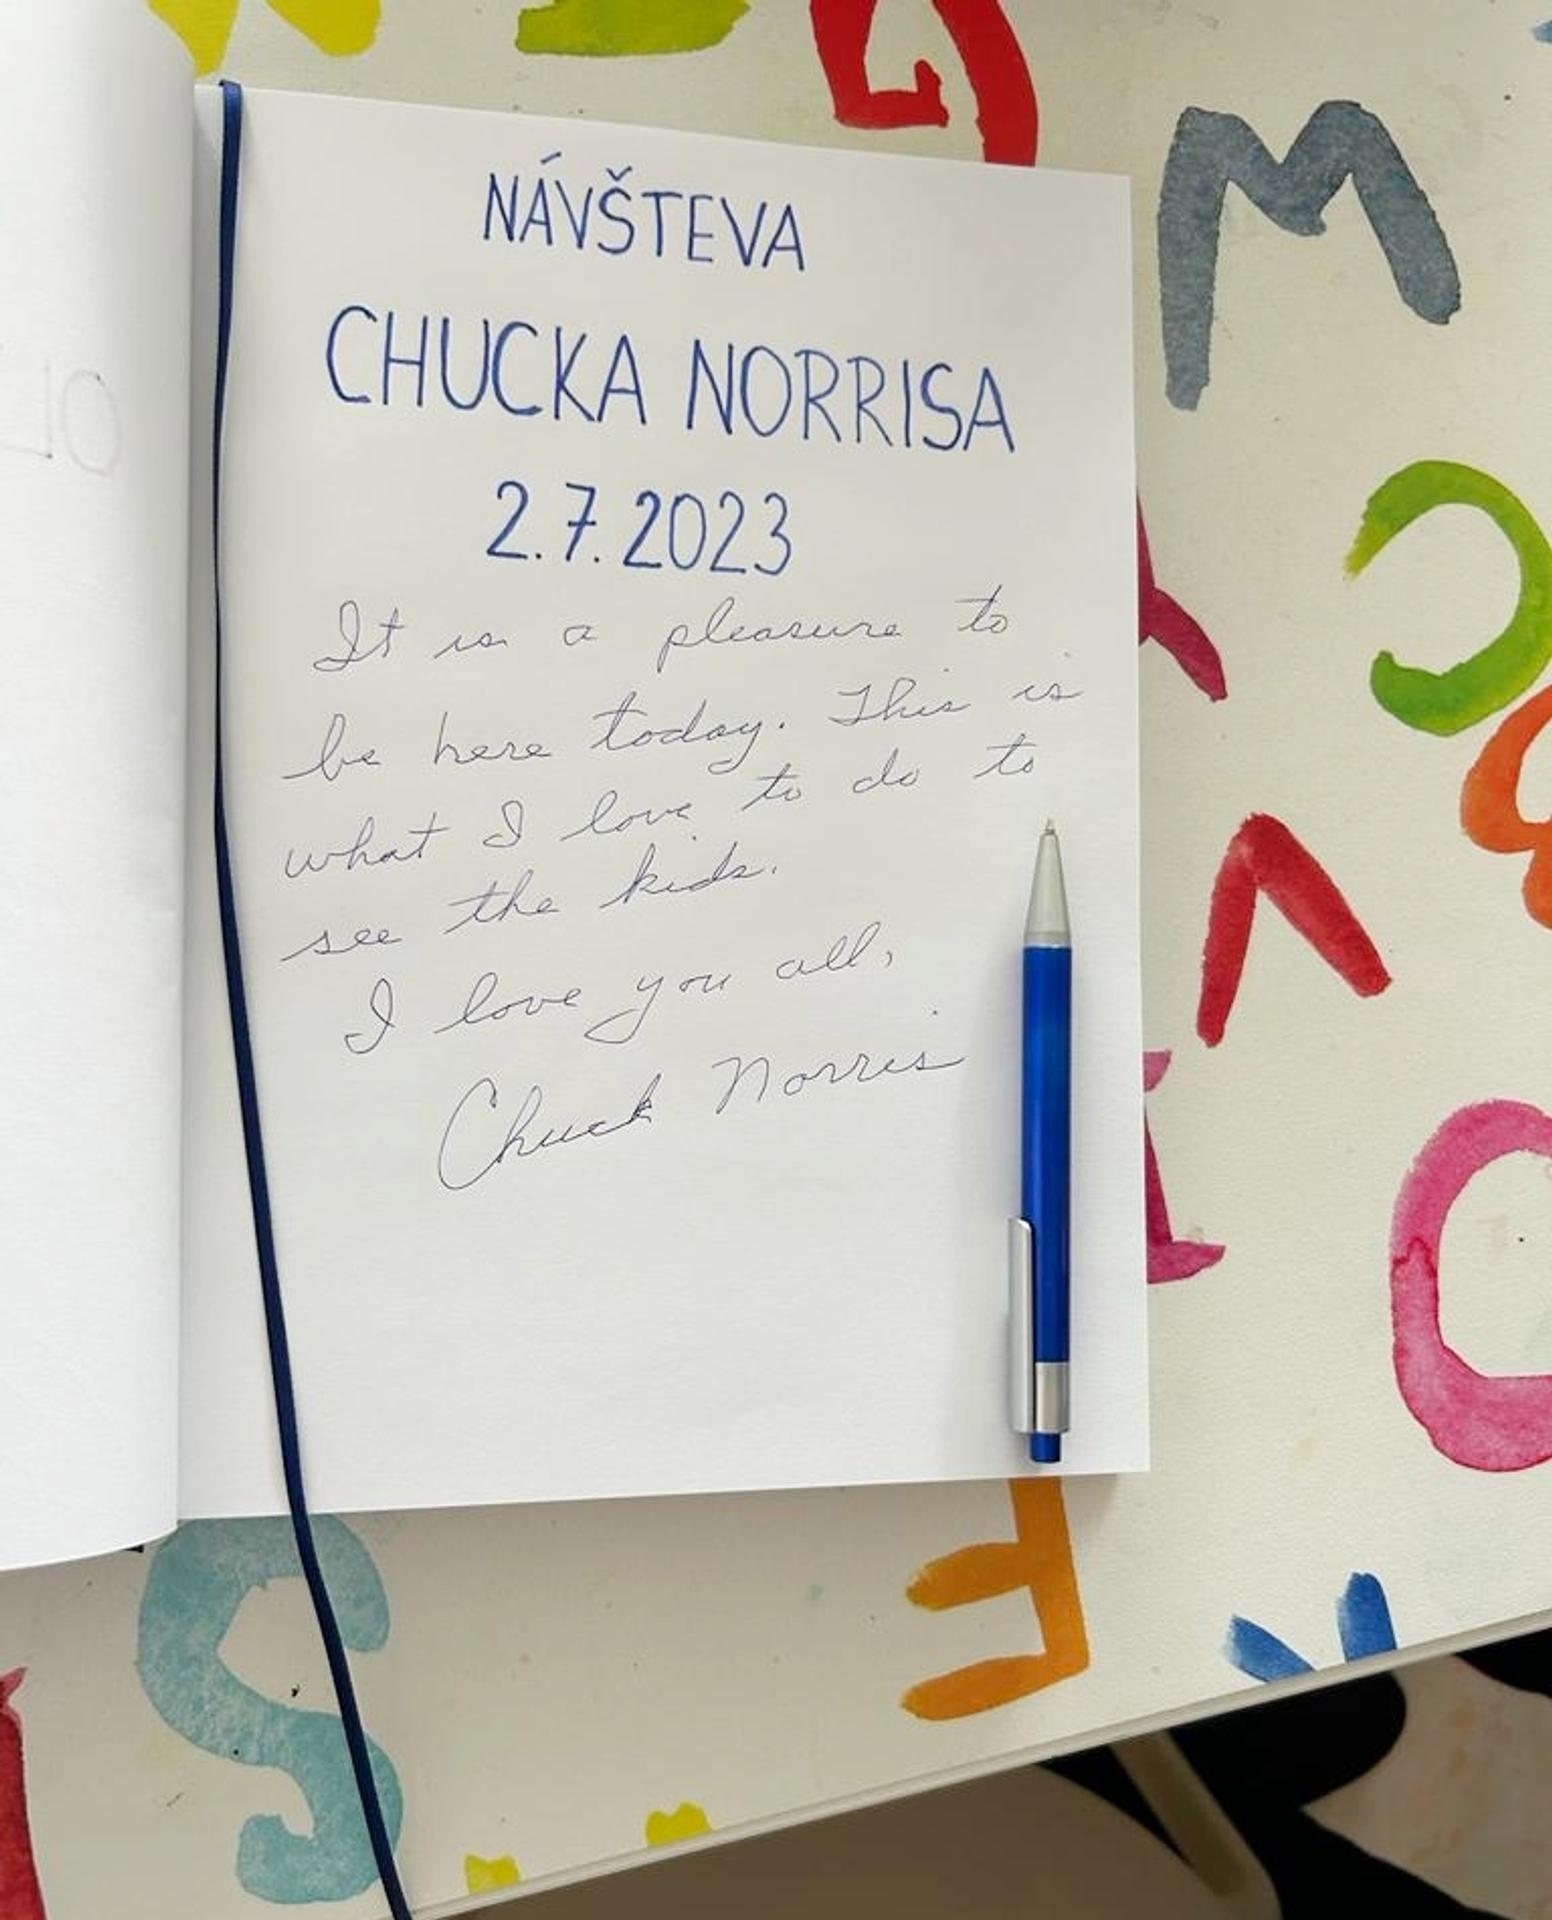 NÁVŠTEVA
CHUCKA NORRISA
2.7.2023
It is a pleasure to
be here today. This is
what I love to do to
see the kids.
I love you all,
Chuck Norris